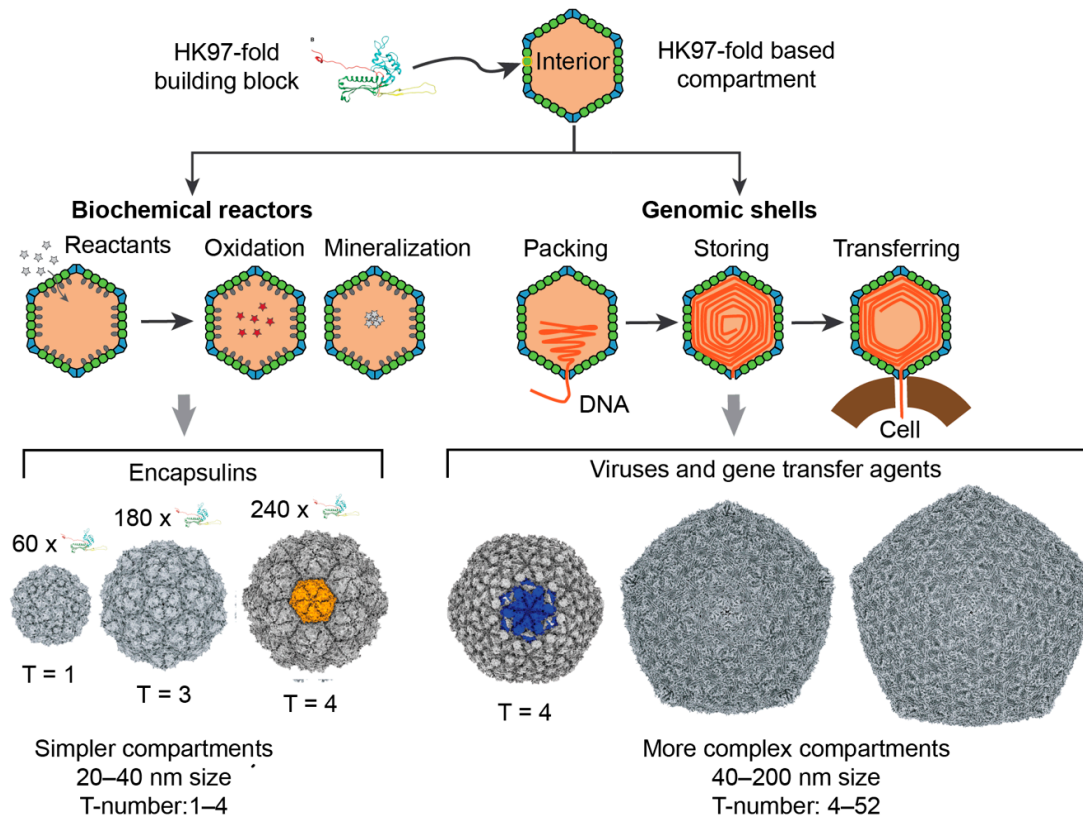 HK97-fold
building block
Interior
HK97-fold based
compartment
Biochemical reactors
Genomic shells
Reactants
Oxidation
Mineralization
Packing
Storing
Transferring
DNA
Cell
Encapsulins
Viruses and gene transfer agents
60 x
180 x
240 x
T = 1
T = 3
T = 4
T = 4
Simpler compartments
20–40 nm size
T-number:1–4
More complex compartments
40–200 nm size
T-number: 4–52